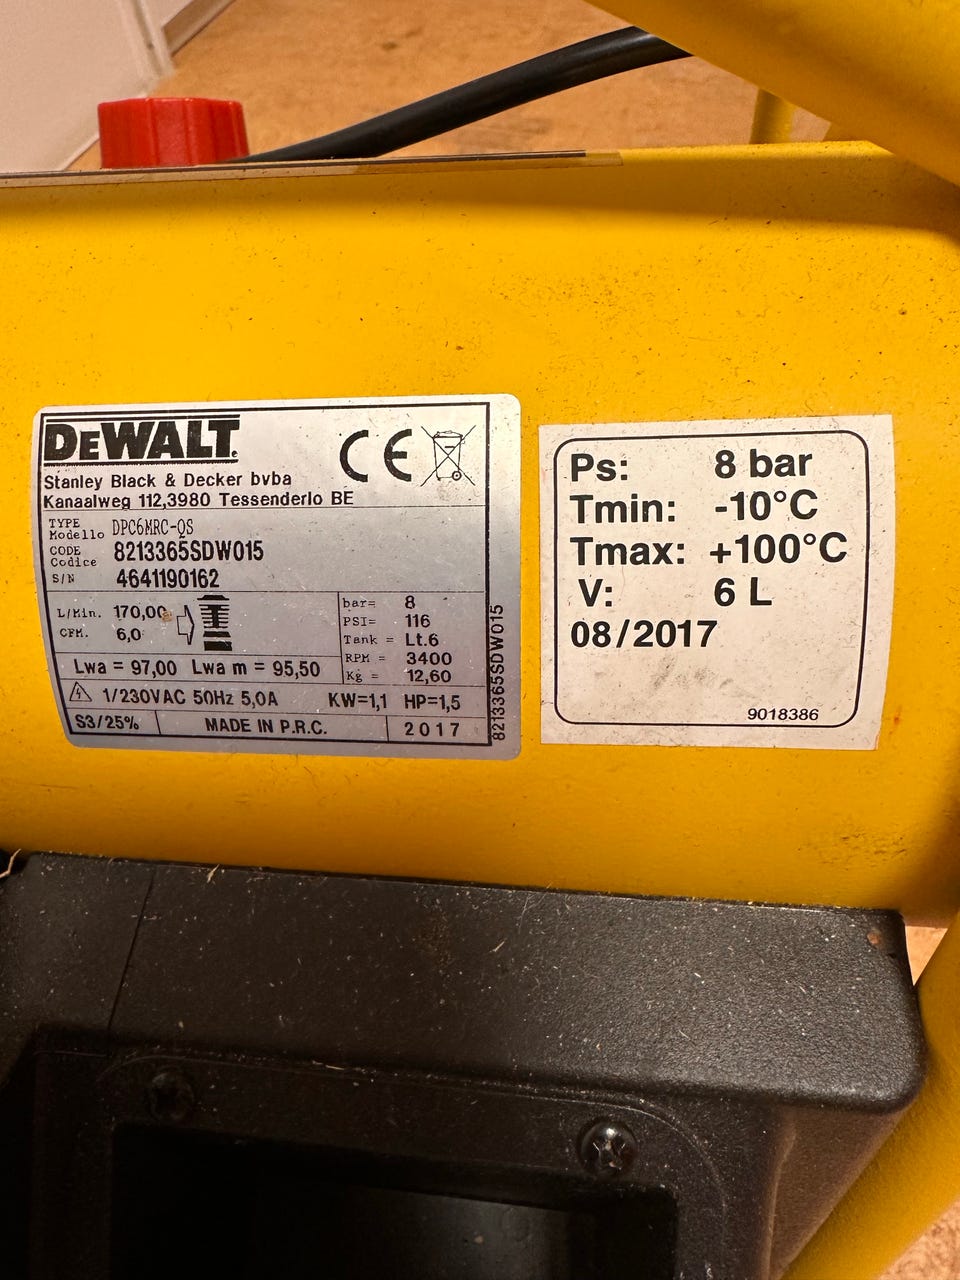 DEWALT
CE
Stanley Black & Decker bvba
Kanaalweg 112,3980 Tessenderlo BE
TYPE
Modello DPC6MRC-QS
CODE
Codice 8213365SDW015
S/N 4641190162
L/Min. 170,00
CFM. 6,0
bar= 8
PSI= 116
Tank = Lt.6
RPM = 3400
Kg = 12,60
Lwa = 97,00 Lwa m = 95,50
1/230VAC 50Hz 5,0A KW=1,1 HP=1,5
S3/25% MADE IN P.R.C. 2017
8213365SDW015
Ps: 8 bar
Tmin: -10°C
Tmax: +100°C
V: 6 L
08/2017
9018386